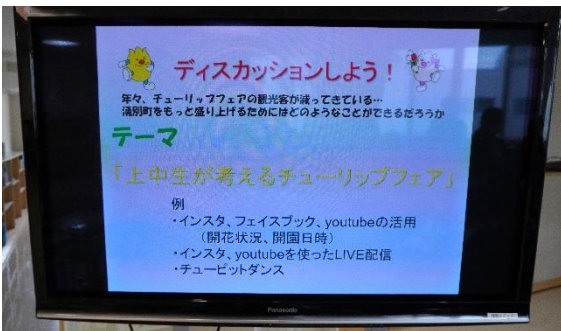 ディスカッションしよう！
年々、チューリップフェアの観光客が減ってきている…
湧別町をもっと盛り上げるためにはどのようなことができるだろうか
テーマ
「上中生が考えるチューリップフェア」
例
・インスタ、フェイスブック、youtubeの活用
（開花状況、開園日時）
・インスタ、youtubeを使ったLIVE配信
・チューピットダンス
Panasonic